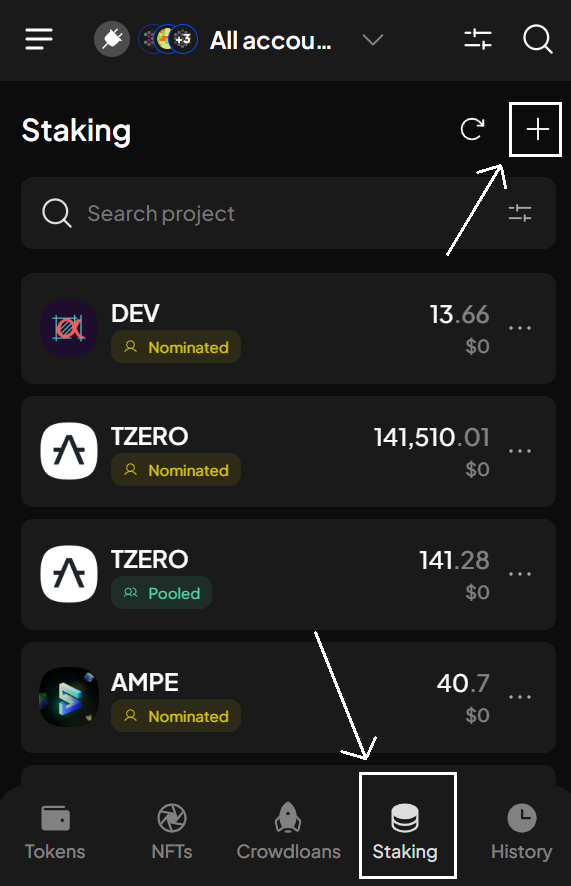 +3 All accou...
Staking
Search project
DEV
13.66
Nominated
$0
TZERO
141,510.01
Nominated
$0
TZERO
141.28
Pooled
$0
AMPE
40.7
Nominated
$0
Tokens
NFTs
Crowdloans
Staking
History